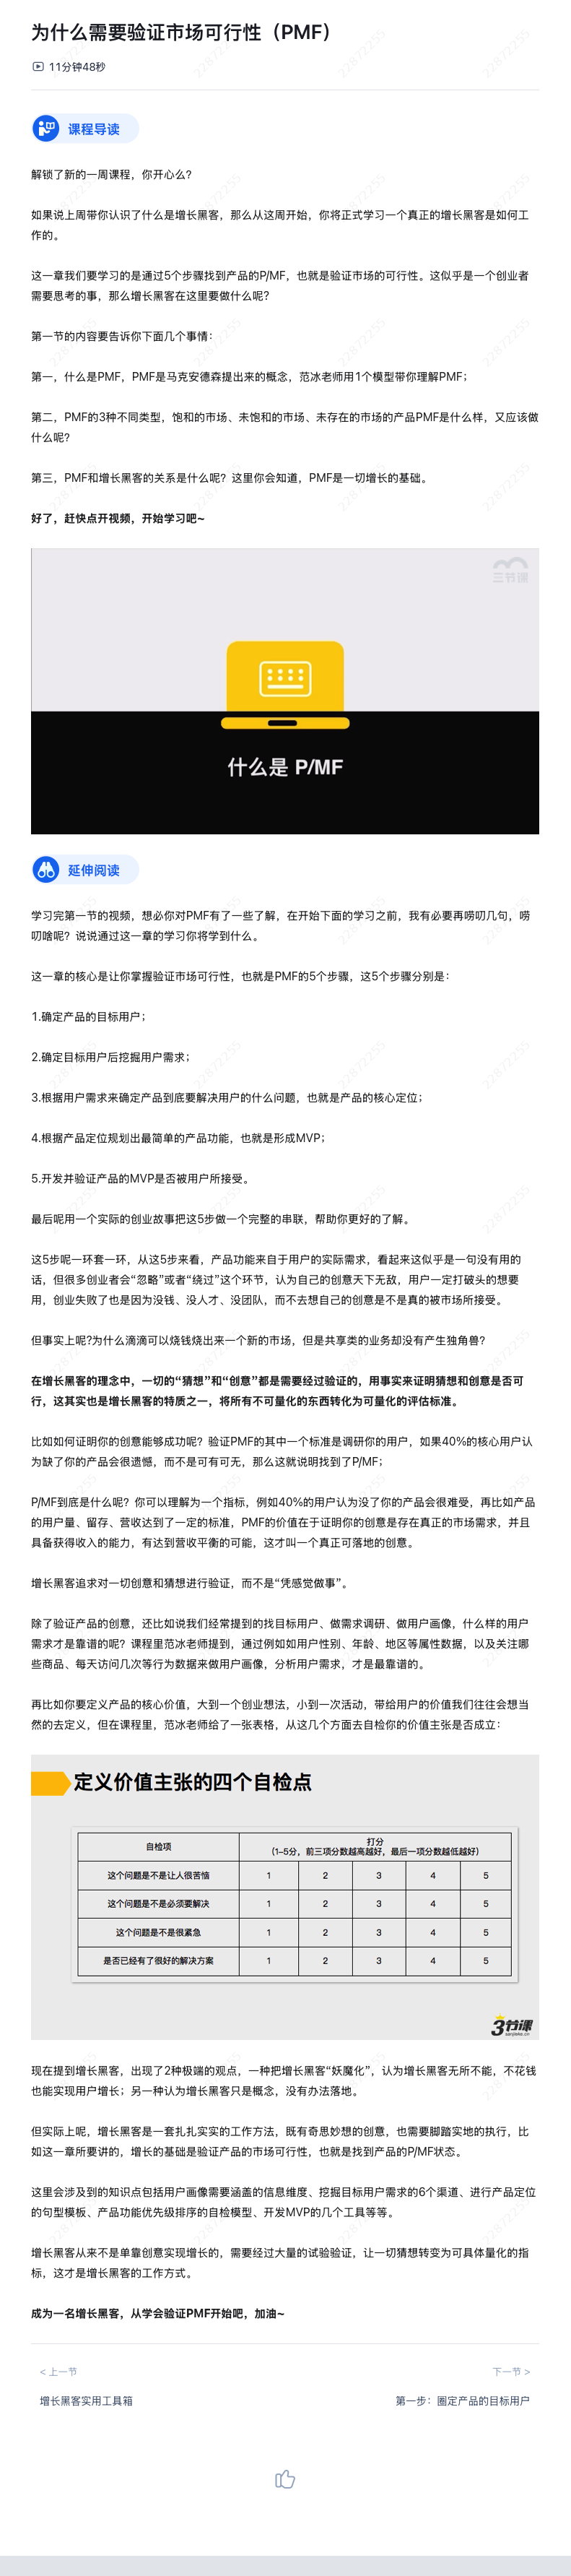 为什么需要验证市场可行性（PMF）
11分钟48秒
课程导读
解锁了新的一周课程，你开心么？
如果说上周带你认识了什么是增长黑客，那么从这周开始，你将正式学习一个真正的增长黑客是如何工
作的。
这一章我们要学习的是通过5个步骤找到产品的P/MF，也就是验证市场的可行性。这似乎是一个创业者
需要思考的事，那么增长黑客在这里要做什么呢？
第一节的内容要告诉你下面几个事情：
第一，什么是PMF，PMF是马克安德森提出来的概念，范冰老师用1个模型带你理解PMF；
第二，PMF的3种不同类型，饱和的市场、未饱和的市场、未存在的市场的产品PMF是什么样，又应该做
什么呢？
第三，PMF和增长黑客的关系是什么呢？这里你会知道，PMF是一切增长的基础。
好了，赶快点开视频，开始学习吧~
三节课
什么是 P/MF
延伸阅读
学习完第一节的视频，想必你对PMF有了一些了解，在开始下面的学习之前，我有必要再唠叨几句，唠
叨啥呢？说说通过这一章的学习你将学到什么。
这一章的核心是让你掌握验证市场可行性，也就是PMF的5个步骤，这5个步骤分别是：
1.确定产品的目标用户；
2.确定目标用户后挖掘用户需求；
3.根据用户需求来确定产品到底要解决用户的什么问题，也就是产品的核心定位；
4.根据产品定位规划出最简单的产品功能，也就是形成MVP；
5.开发并验证产品的MVP是否被用户所接受。
最后呢用一个实际的创业故事把这5步做一个完整的串联，帮助你更好的了解。
这5步呢一环套一环，从这5步来看，产品功能来自于用户的实际需求，看起来这似乎是一句没有用的
话，但很多创业者会“忽略”或者“绕过”这个环节，认为自己的创意天下无敌，用户一定打破头的想要
用，创业失败了也是因为没钱、没人才、没团队，而不去想自己的创意是不是真的被市场所接受。
但事实上呢?为什么滴滴可以烧钱烧出来一个新的市场，但是共享类的业务却没有产生独角兽？
在增长黑客的理念中，一切的“猜想”和“创意”都是需要经过验证的，用事实来证明猜想和创意是否可
行，这其实也是增长黑客的特质之一，将所有不可量化的东西转化为可量化的评估标准。
比如如何证明你的创意能够成功呢？验证PMF的其中一个标准是调研你的用户，如果40%的核心用户认
为缺了你的产品会很遗憾，而不是可有可无，那么这就说明找到了P/MF；
P/MF到底是什么呢？你可以理解为一个指标，例如40%的用户认为没了你的产品会很难受，再比如产品
的用户量、留存、营收达到了一定的标准，PMF的价值在于证明你的创意是存在真正的市场需求，并且
具备获得收入的能力，有达到营收平衡的可能，这才叫一个真正可落地的创意。
增长黑客追求对一切创意和猜想进行验证，而不是“凭感觉做事”。
除了验证产品的创意，还比如说我们经常提到的找目标用户、做需求调研、做用户画像，什么样的用户
需求才是靠谱的呢？课程里范冰老师提到，通过例如如用户性别、年龄、地区等属性数据，以及关注哪
些商品、每天访问几次等行为数据来做用户画像，分析用户需求，才是最靠谱的。
再比如你要定义产品的核心价值，大到一个创业想法，小到一次活动，带给用户的价值我们往往会想当
然的去定义，但在课程里，范冰老师给了一张表格，从这几个方面去自检你的价值主张是否成立：
定义价值主张的四个自检点
自检项 打分
（1–5分，前三项分数越高越好，最后一项分数越低越好）
这个问题是不是让人很苦恼 1 2 3 4 5
这个问题是不是必须要解决 1 2 3 4 5
这个问题是不是很紧急 1 2 3 4 5
是否已经有了很好的解决方案 1 2 3 4 5
3节课
sanjieke.cn
现在提到增长黑客，出现了2种极端的观点，一种把增长黑客“妖魔化”，认为增长黑客无所不能，不花钱
也能实现用户增长；另一种认为增长黑客只是概念，没有办法落地。
但实际上呢，增长黑客是一套扎扎实实的工作方法，既有奇思妙想的创意，也需要脚踏实地的执行，比
如这一章所要讲的，增长的基础是验证产品的市场可行性，也就是找到产品的P/MF状态。
这里会涉及到的知识点包括用户画像需要涵盖的信息维度、挖掘目标用户需求的6个渠道、进行产品定位
的句型模板、产品功能优先级排序的自检模型、开发MVP的几个工具等等。
增长黑客从来不是单靠创意实现增长的，需要经过大量的试验验证，让一切猜想转变为可具体量化的指
标，这才是增长黑客的工作方式。
成为一名增长黑客，从学会验证PMF开始吧，加油~
< 上一节 下一节 >
增长黑客实用工具箱 第一步：圈定产品的目标用户
22872255